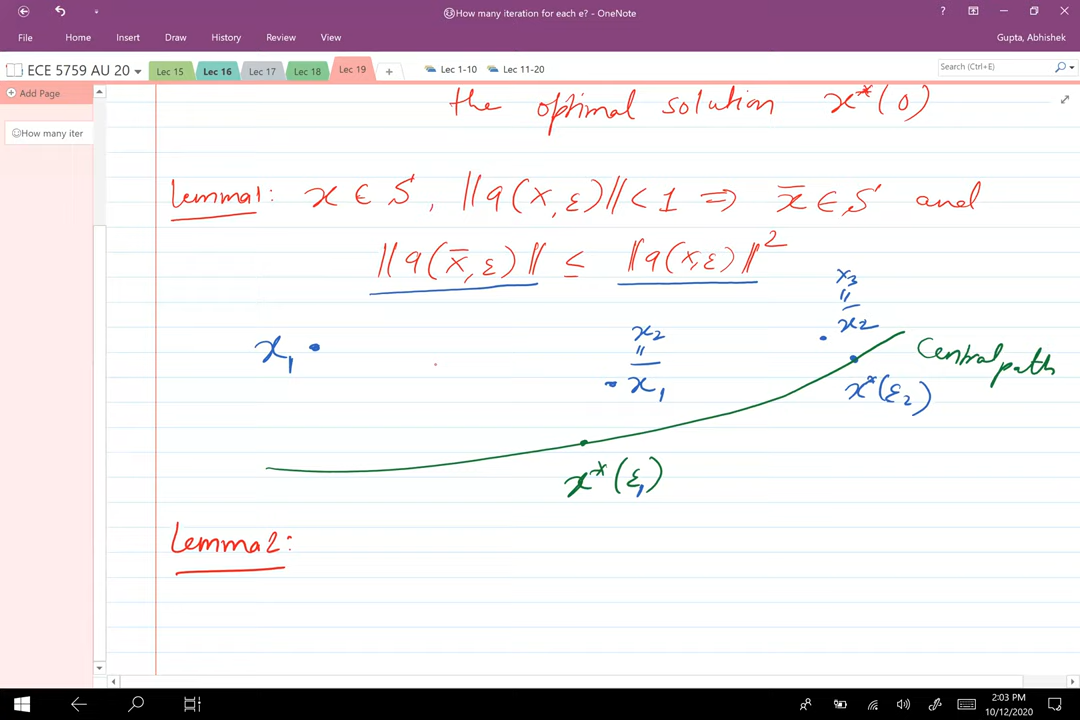 How many iteration for each e? - OneNote
?
File Home Insert Draw History Review View
Gupta, Abhishek
ECE 5759 AU 20 Lec 15 Lec 16 Lec 17 Lec 18 Lec 19 + Lec 1-10 Lec 11-20
Search (Ctrl+E)
Add Page
How many iter
the optimal solution x*(0)
Lemma1: x ∈ S, ||q(x, ε)|| < 1 ⇒ x̄ ∈ S and
||q(x̄, ε)|| ≤ ||q(x, ε)||²
x₃
=
x̄₂
x₂
=
x̄₁
x₁
Central path
x*(ε₂)
x*(ε₁)
Lemma2:
2:03 PM
10/12/2020